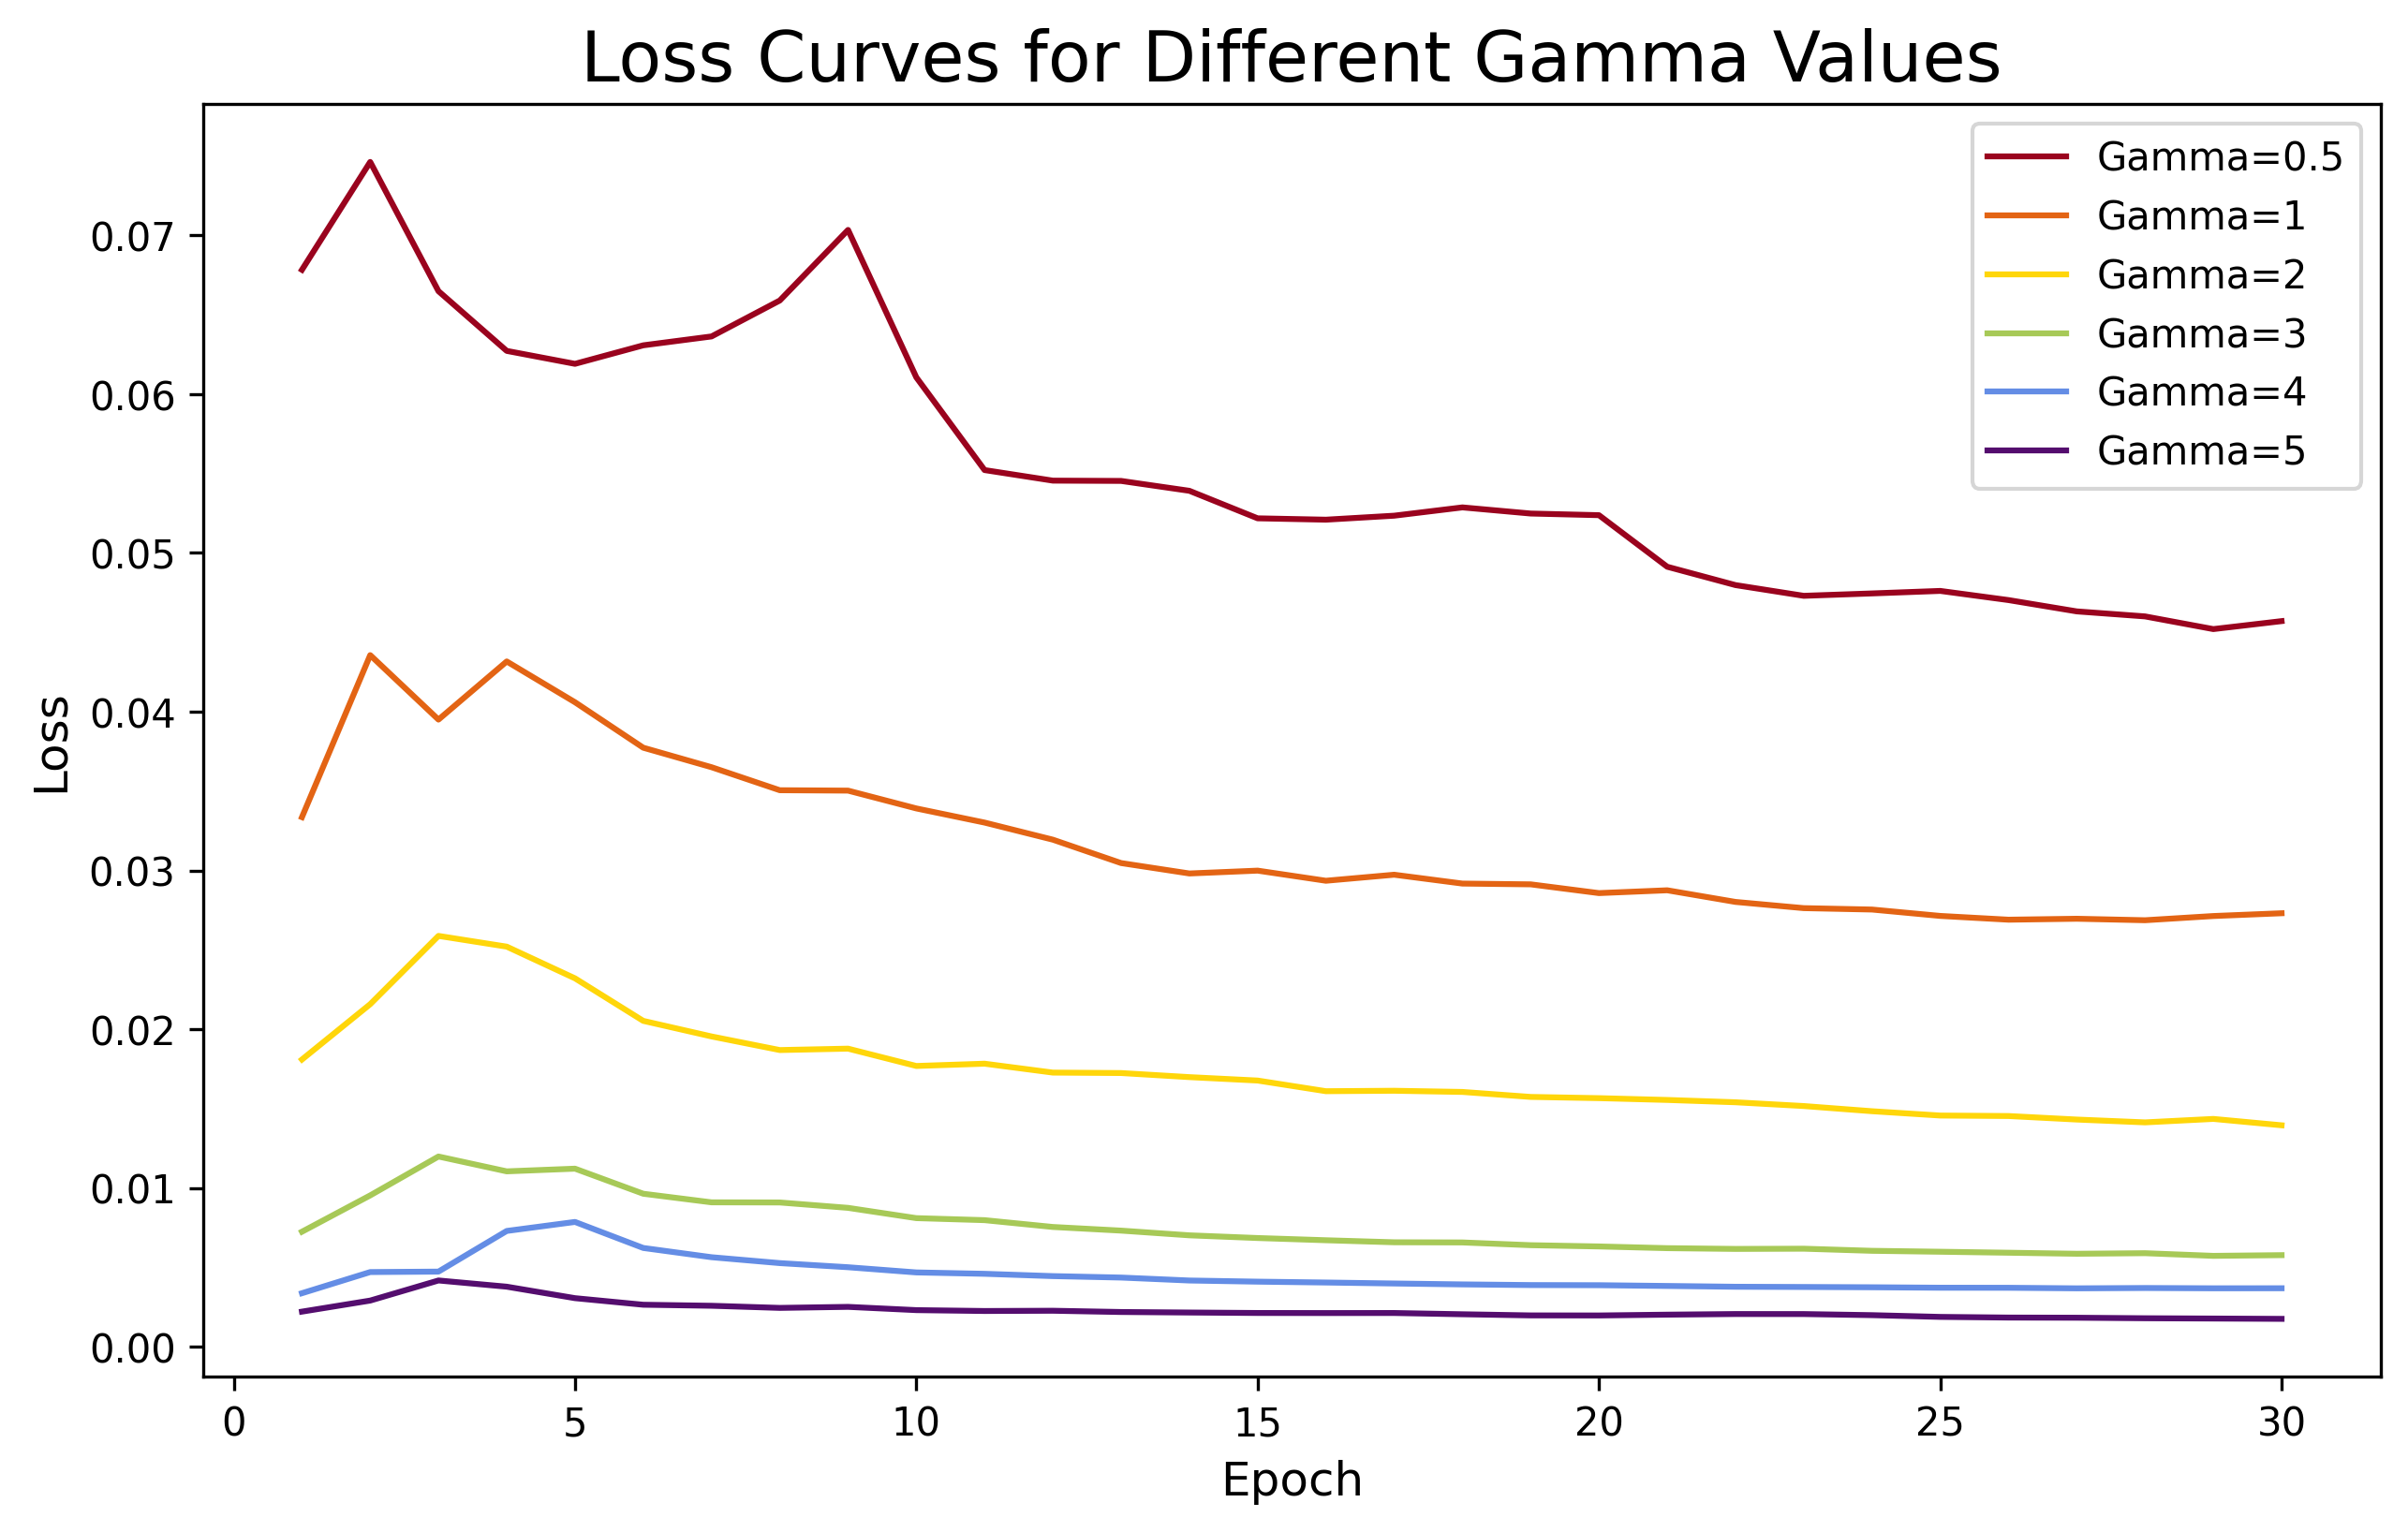 Loss Curves for Different Gamma Values
Gamma=0.5
Gamma=1
Gamma=2
Gamma=3
Gamma=4
Gamma=5
Loss
0.07
0.06
0.05
0.04
0.03
0.02
0.01
0.00
0 5 10 15 20 25 30
Epoch